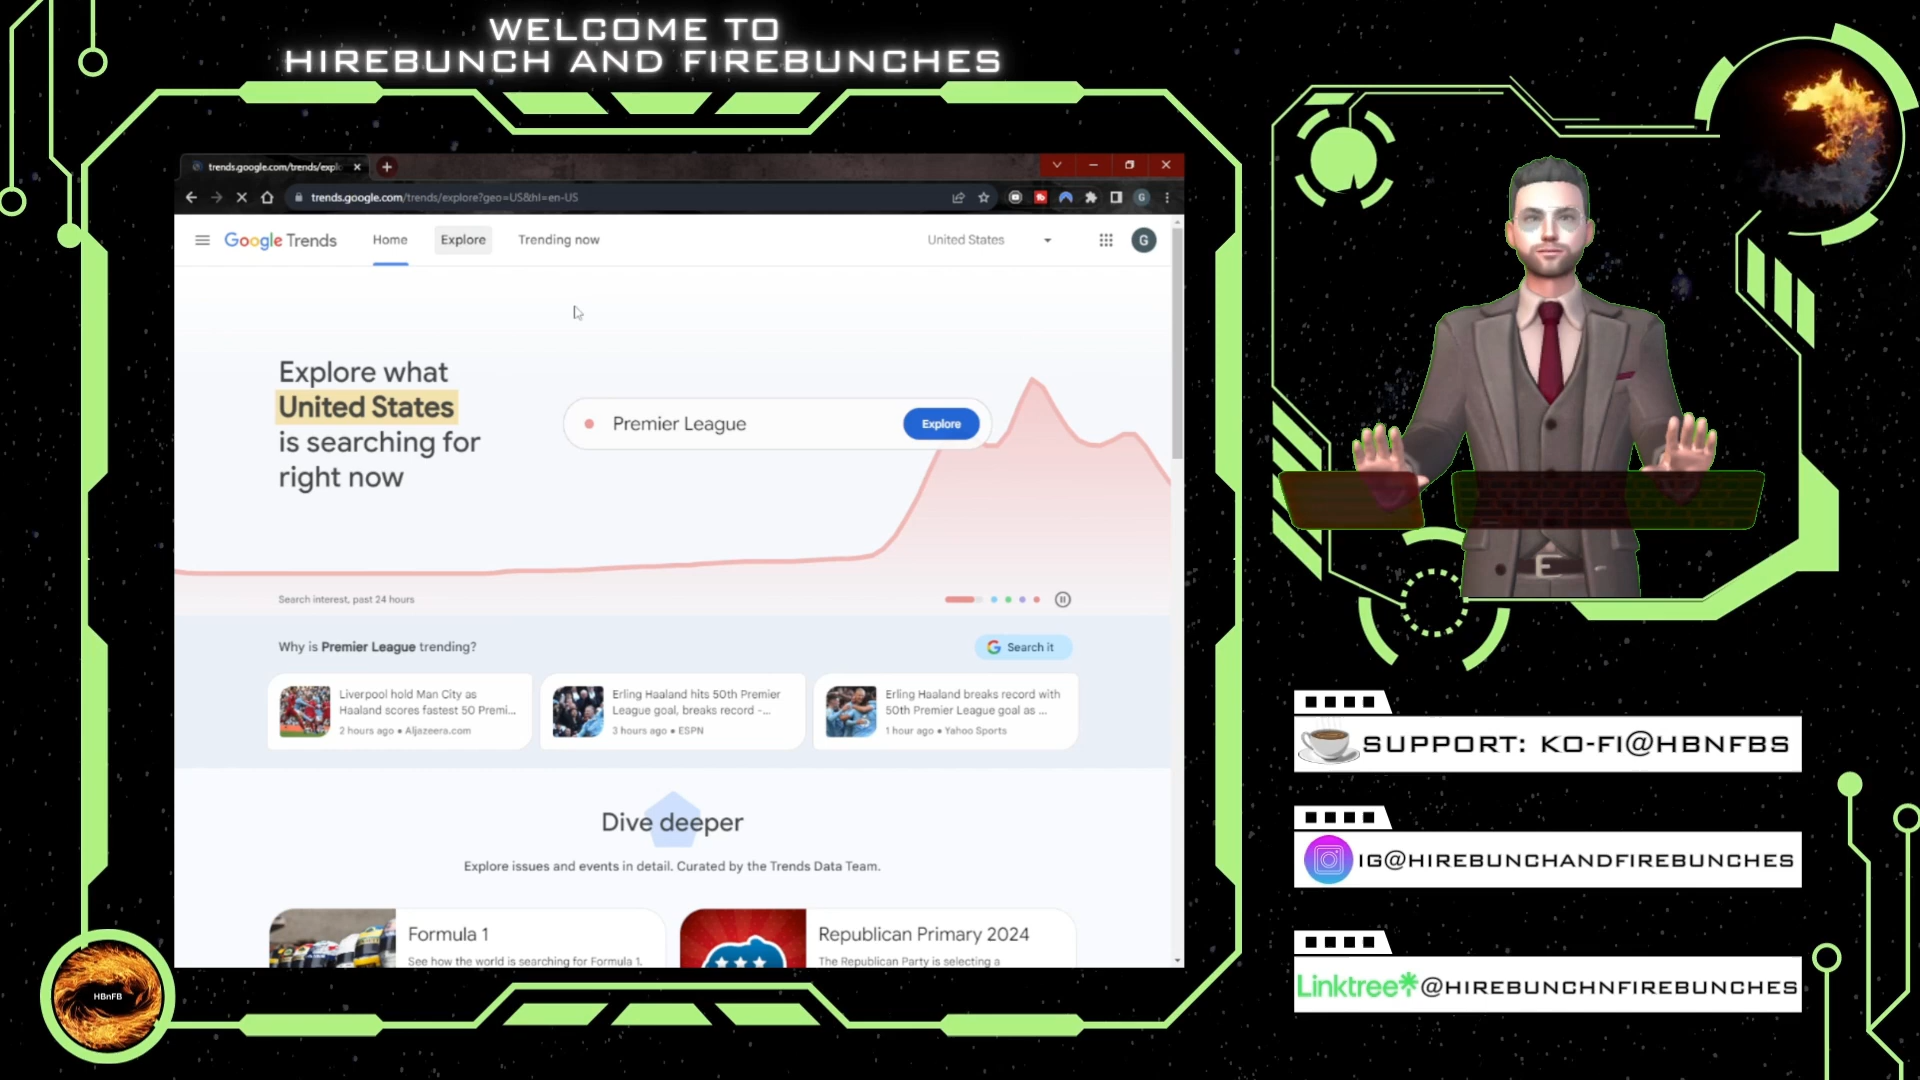 WELCOME TO
HIREBUNCH AND FIREBUNCHES
trends.google.com/trends/expl
trends.google.com/trends/explore?geo=US&hl=en-US
G
Google Trends
Home
Explore
Trending now
United States
G
Explore what
United States
is searching for
right now
Premier League
Explore
Search interest, past 24 hours
Why is Premier League trending?
Search it
Liverpool hold Man City as
Haaland scores fastest 50 Premi...
2 hours ago • Aljazeera.com
Erling Haaland hits 50th Premier
League goal, breaks record -...
3 hours ago • ESPN
Erling Haaland breaks record with
50th Premier League goal as ...
1 hour ago • Yahoo Sports
Dive deeper
Explore issues and events in detail. Curated by the Trends Data Team.
Formula 1
See how the world is searching for Formula 1.
Republican Primary 2024
The Republican Party is selecting a
SUPPORT: KO-FI@HBNFBS
IG@HIREBUNCHANDFIREBUNCHES
Linktree*@HIREBUNCHNFIREBUNCHES
HBnFB